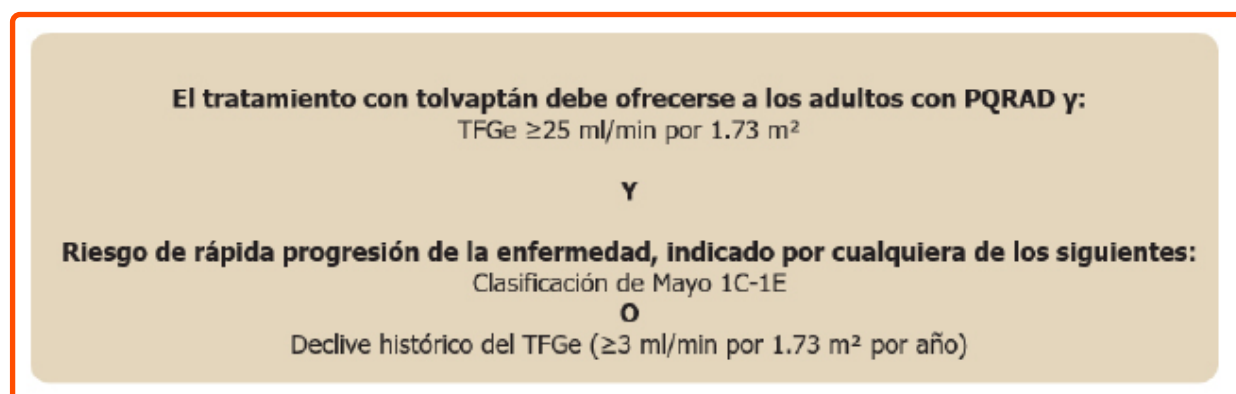 El tratamiento con tolvaptán debe ofrecerse a los adultos con PQRAD y:
TFGe ≥25 ml/min por 1.73 m²
Y
Riesgo de rápida progresión de la enfermedad, indicado por cualquiera de los siguientes:
Clasificación de Mayo 1C-1E
O
Declive histórico del TFGe (≥3 ml/min por 1.73 m² por año)